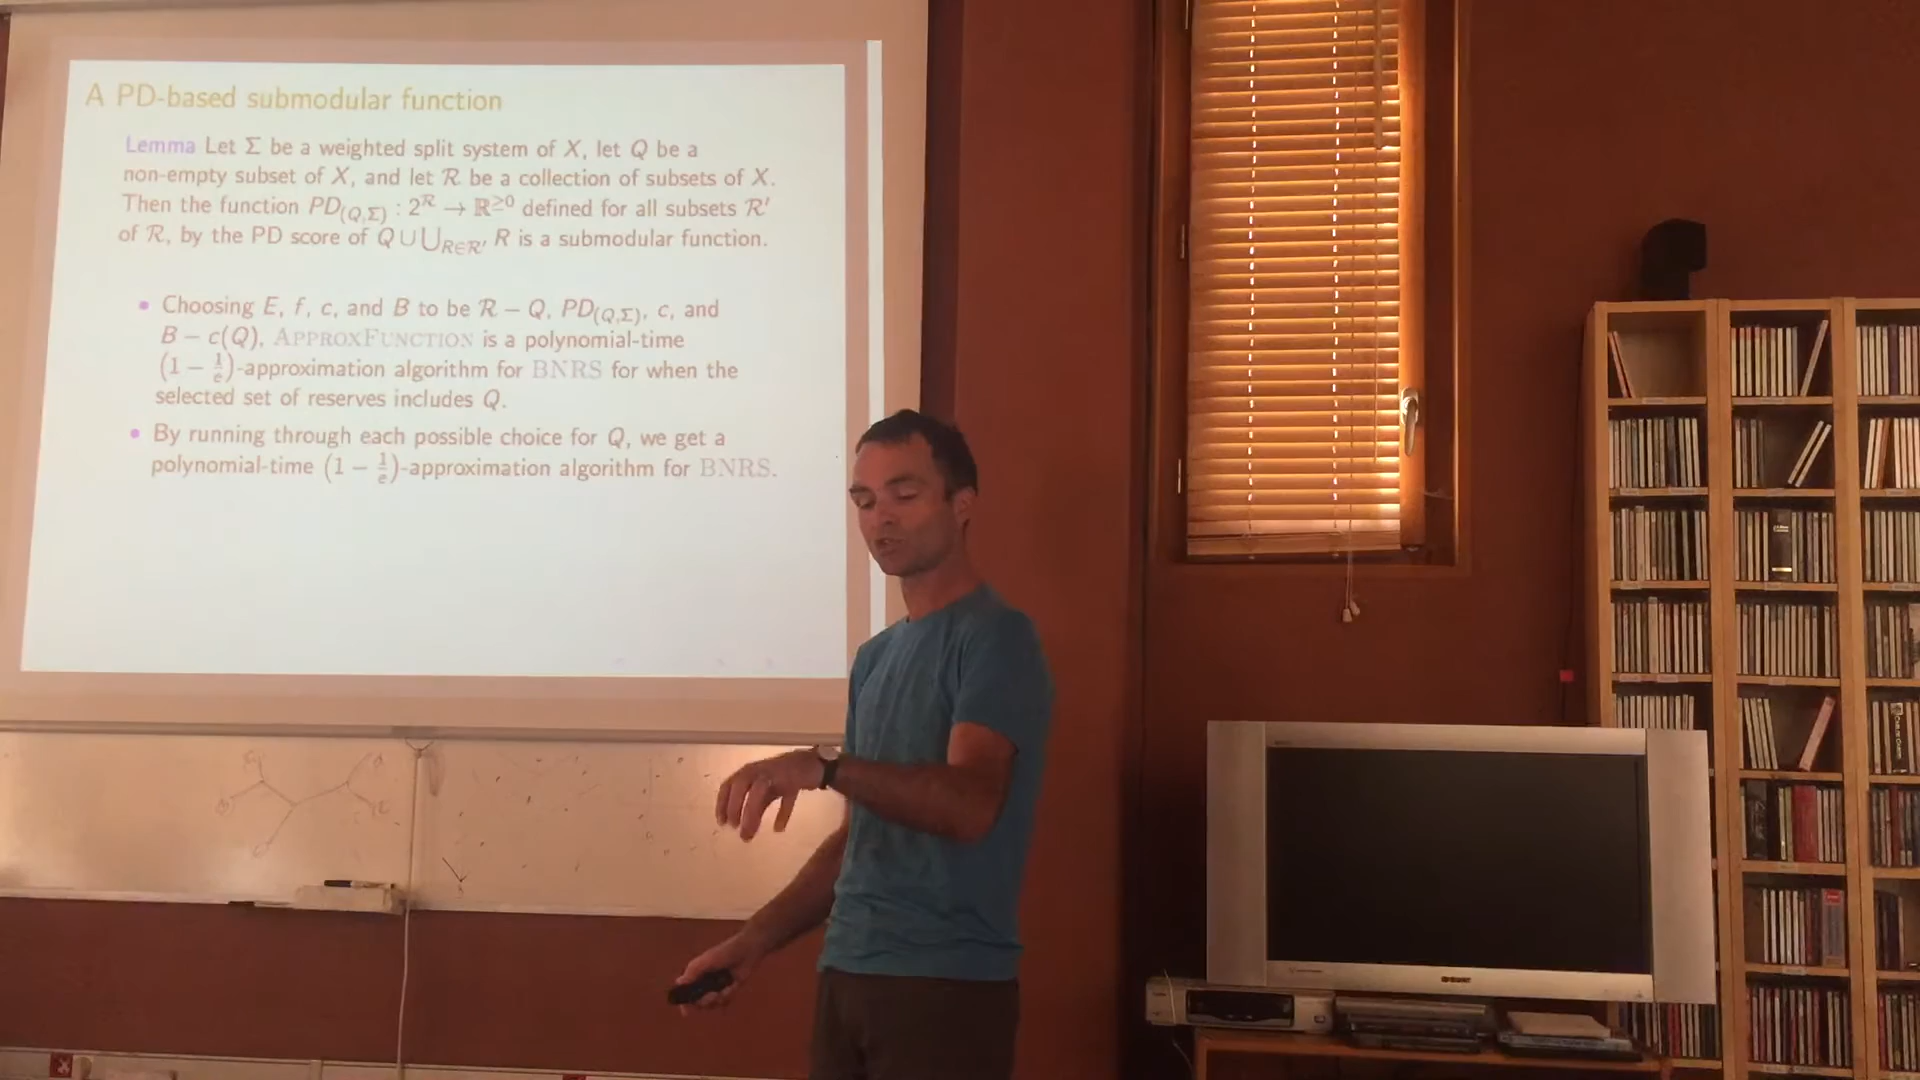 A PD-based submodular function
Lemma Let Σ be a weighted split system of X, let Q be a
non-empty subset of X, and let ℛ be a collection of subsets of X.
Then the function PD_(Q,Σ) : 2^ℛ → ℝ^≥0 defined for all subsets ℛ′
of ℛ, by the PD score of Q ∪ ⋃_{R∈ℛ′} R is a submodular function.
• Choosing E, f, c, and B to be ℛ − Q, PD_(Q,Σ), c, and
B − c(Q), APPROXFUNCTION is a polynomial-time
(1 − 1/e)-approximation algorithm for BNRS for when the
selected set of reserves includes Q.
• By running through each possible choice for Q, we get a
polynomial-time (1 − 1/e)-approximation algorithm for BNRS.